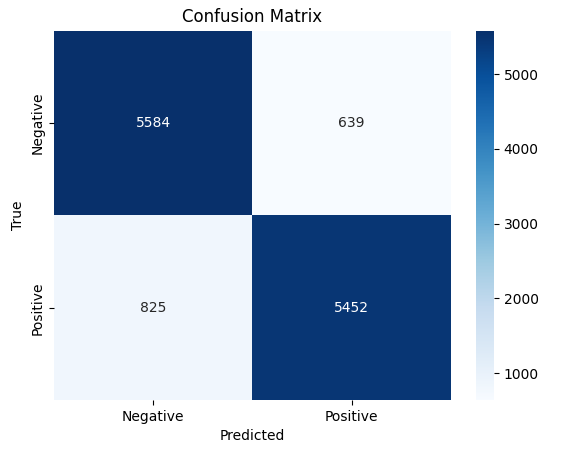 Confusion Matrix
Negative
5584
639
Positive
825
5452
True
Negative
Positive
Predicted
5000
4000
3000
2000
1000